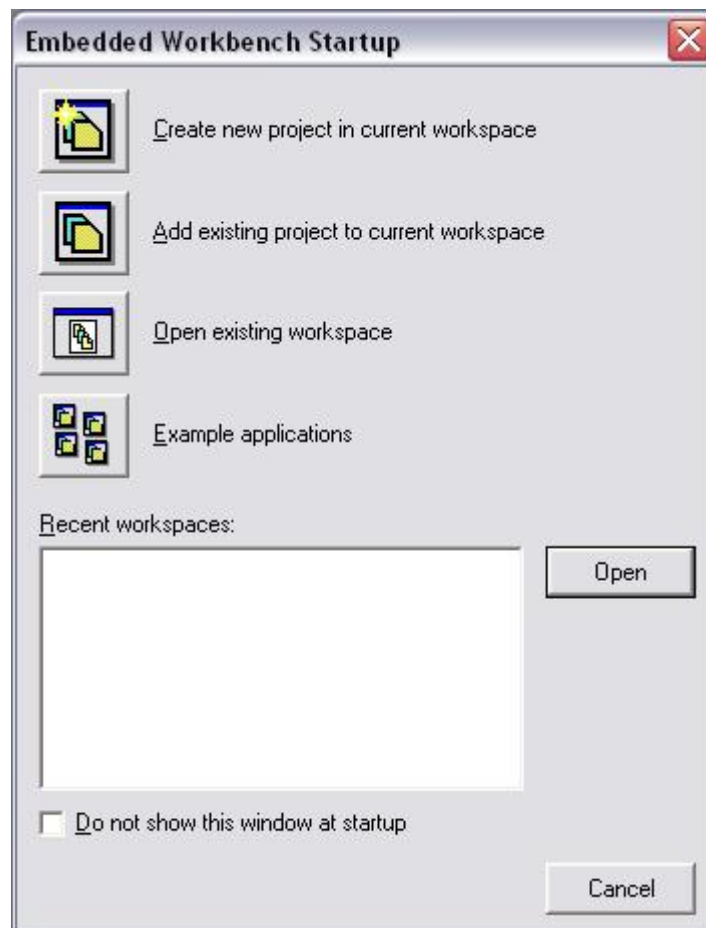 Embedded Workbench Startup
Create new project in current workspace
Add existing project to current workspace
Open existing workspace
Example applications
Recent workspaces:
Open
Do not show this window at startup
Cancel